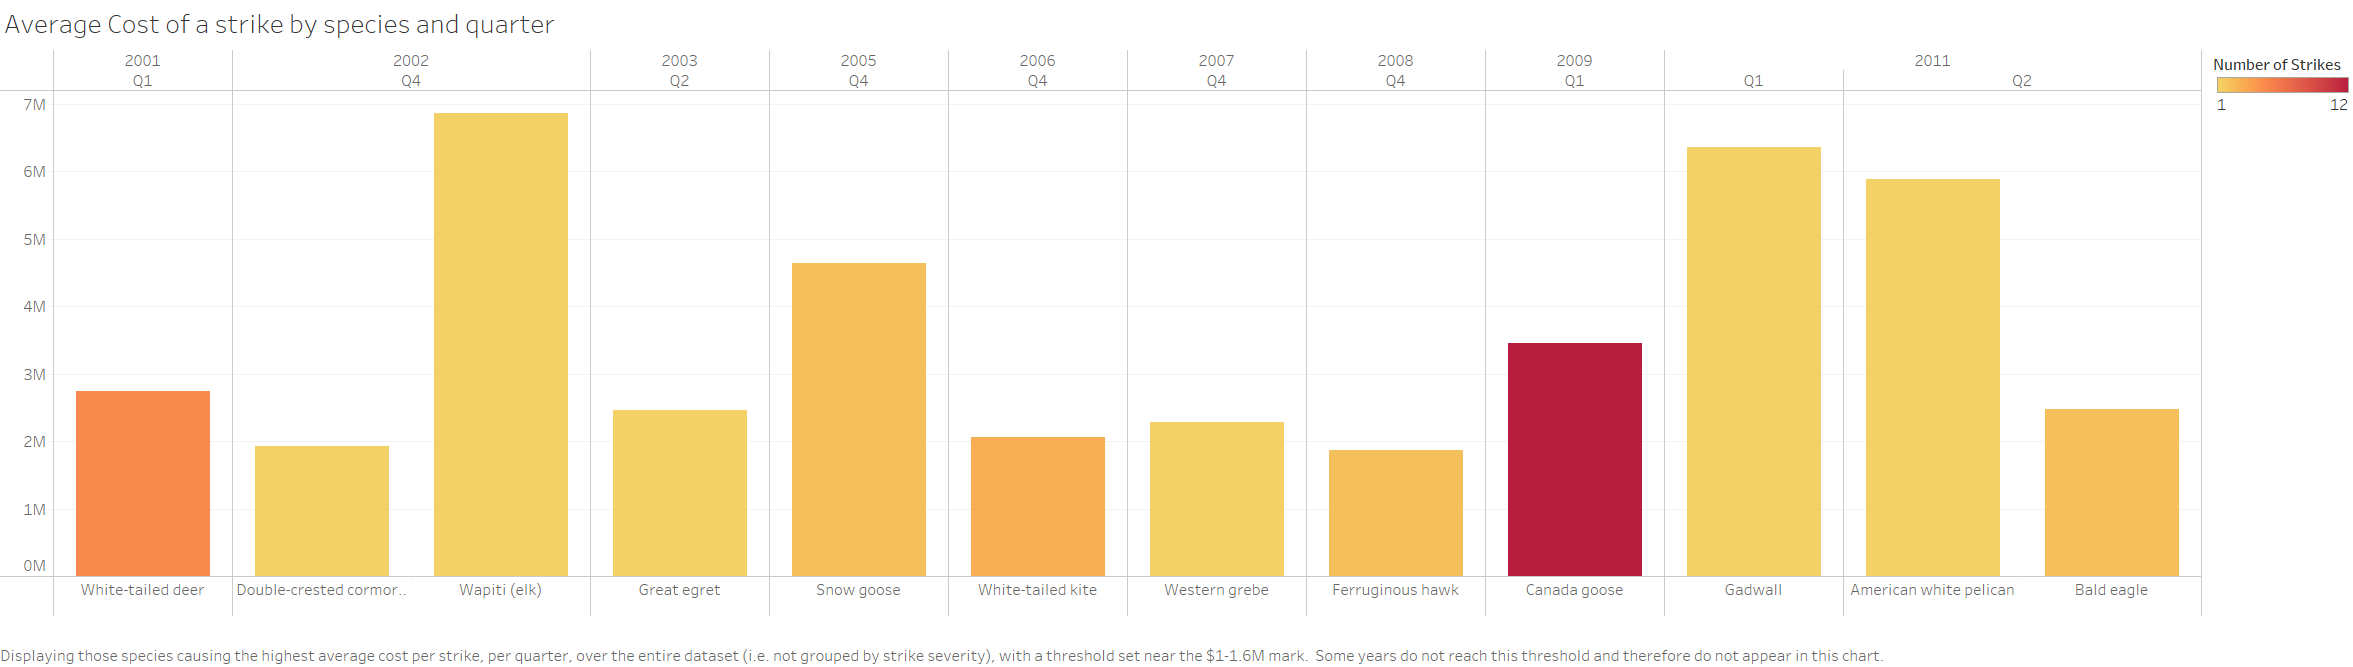 Average Cost of a strike by species and quarter
2001 2002 2003 2005 2006 2007 2008 2009 2011
Q1 Q4 Q2 Q4 Q4 Q4 Q4 Q1 Q1 Q2
Number of Strikes
1 12
7M
6M
5M
4M
3M
2M
1M
0M
White-tailed deer Double-crested cormor.. Wapiti (elk) Great egret Snow goose White-tailed kite Western grebe Ferruginous hawk Canada goose Gadwall American white pelican Bald eagle
Displaying those species causing the highest average cost per strike, per quarter, over the entire dataset (i.e. not grouped by strike severity), with a threshold set near the $1-1.6M mark.  Some years do not reach this threshold and therefore do not appear in this chart.